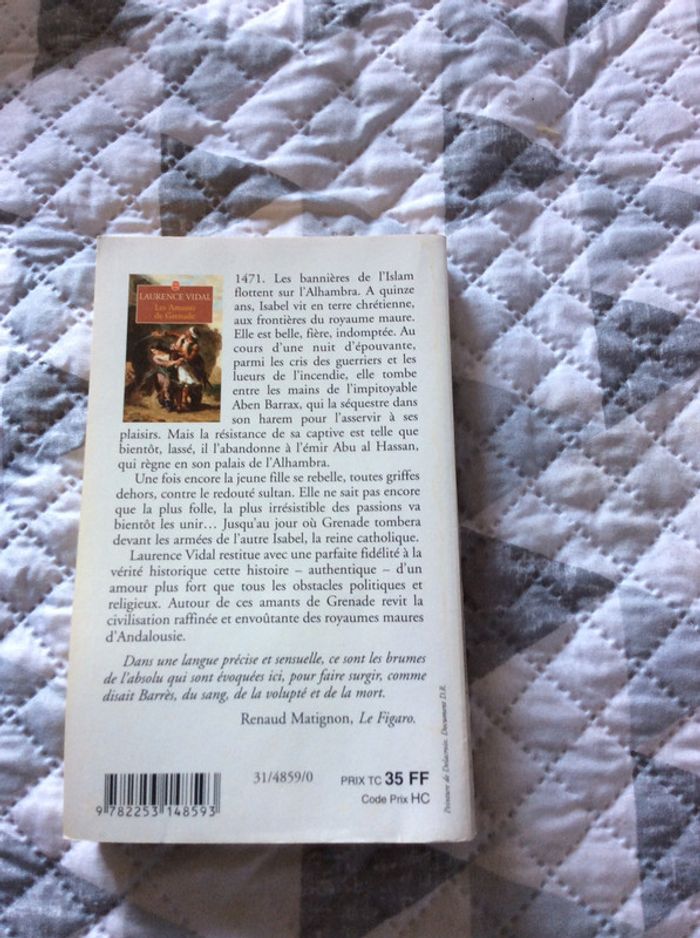 LAURENCE VIDAL
Les Amants
de Grenade
1471. Les bannières de l'Islam
flottent sur l'Alhambra. A quinze
ans, Isabel vit en terre chrétienne,
aux frontières du royaume maure.
Elle est belle, fière, indomptée. Au
cours d'une nuit d'épouvante,
parmi les cris des guerriers et les
lueurs de l'incendie, elle tombe
entre les mains de l'impitoyable
Aben Barrax, qui la séquestre dans
son harem pour l'asservir à ses
plaisirs. Mais la résistance de sa captive est telle que
bientôt, lassé, il l'abandonne à l'émir Abu al Hassan,
qui règne en son palais de l'Alhambra.
Une fois encore la jeune fille se rebelle, toutes griffes
dehors, contre le redouté sultan. Elle ne sait pas encore
que la plus folle, la plus irrésistible des passions va
bientôt les unir... Jusqu'au jour où Grenade tombera
devant les armées de l'autre Isabel, la reine catholique.
Laurence Vidal restitue avec une parfaite fidélité à la
vérité historique cette histoire – authentique – d'un
amour plus fort que tous les obstacles politiques et
religieux. Autour de ces amants de Grenade revit la
civilisation raffinée et envoûtante des royaumes maures
d'Andalousie.
Dans une langue précise et sensuelle, ce sont les brumes
de l'absolu qui sont évoquées ici, pour faire surgir, comme
disait Barrès, du sang, de la volupté et de la mort.
Renaud Matignon, Le Figaro.
31/4859/0
PRIX TC 35 FF
Code Prix HC
9 782253 148593
Peinture de Delacroix. Document D.R.